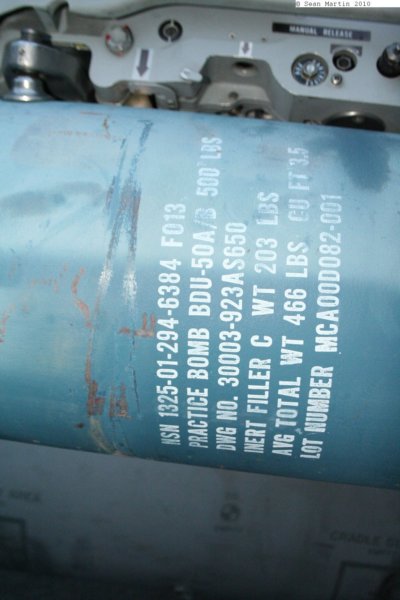 © Sean Martin 2010
MANUAL RELEASE
NSN 1325-01-294-6384 F013
PRACTICE BOMB BDU-50A/B 500 LBS
DWG NO. 30003-923AS650
INERT FILLER C WT 203 LBS
AVG TOTAL WT 466 LBS CU FT 3.5
LOT NUMBER MCA00D082-001
CRADLE